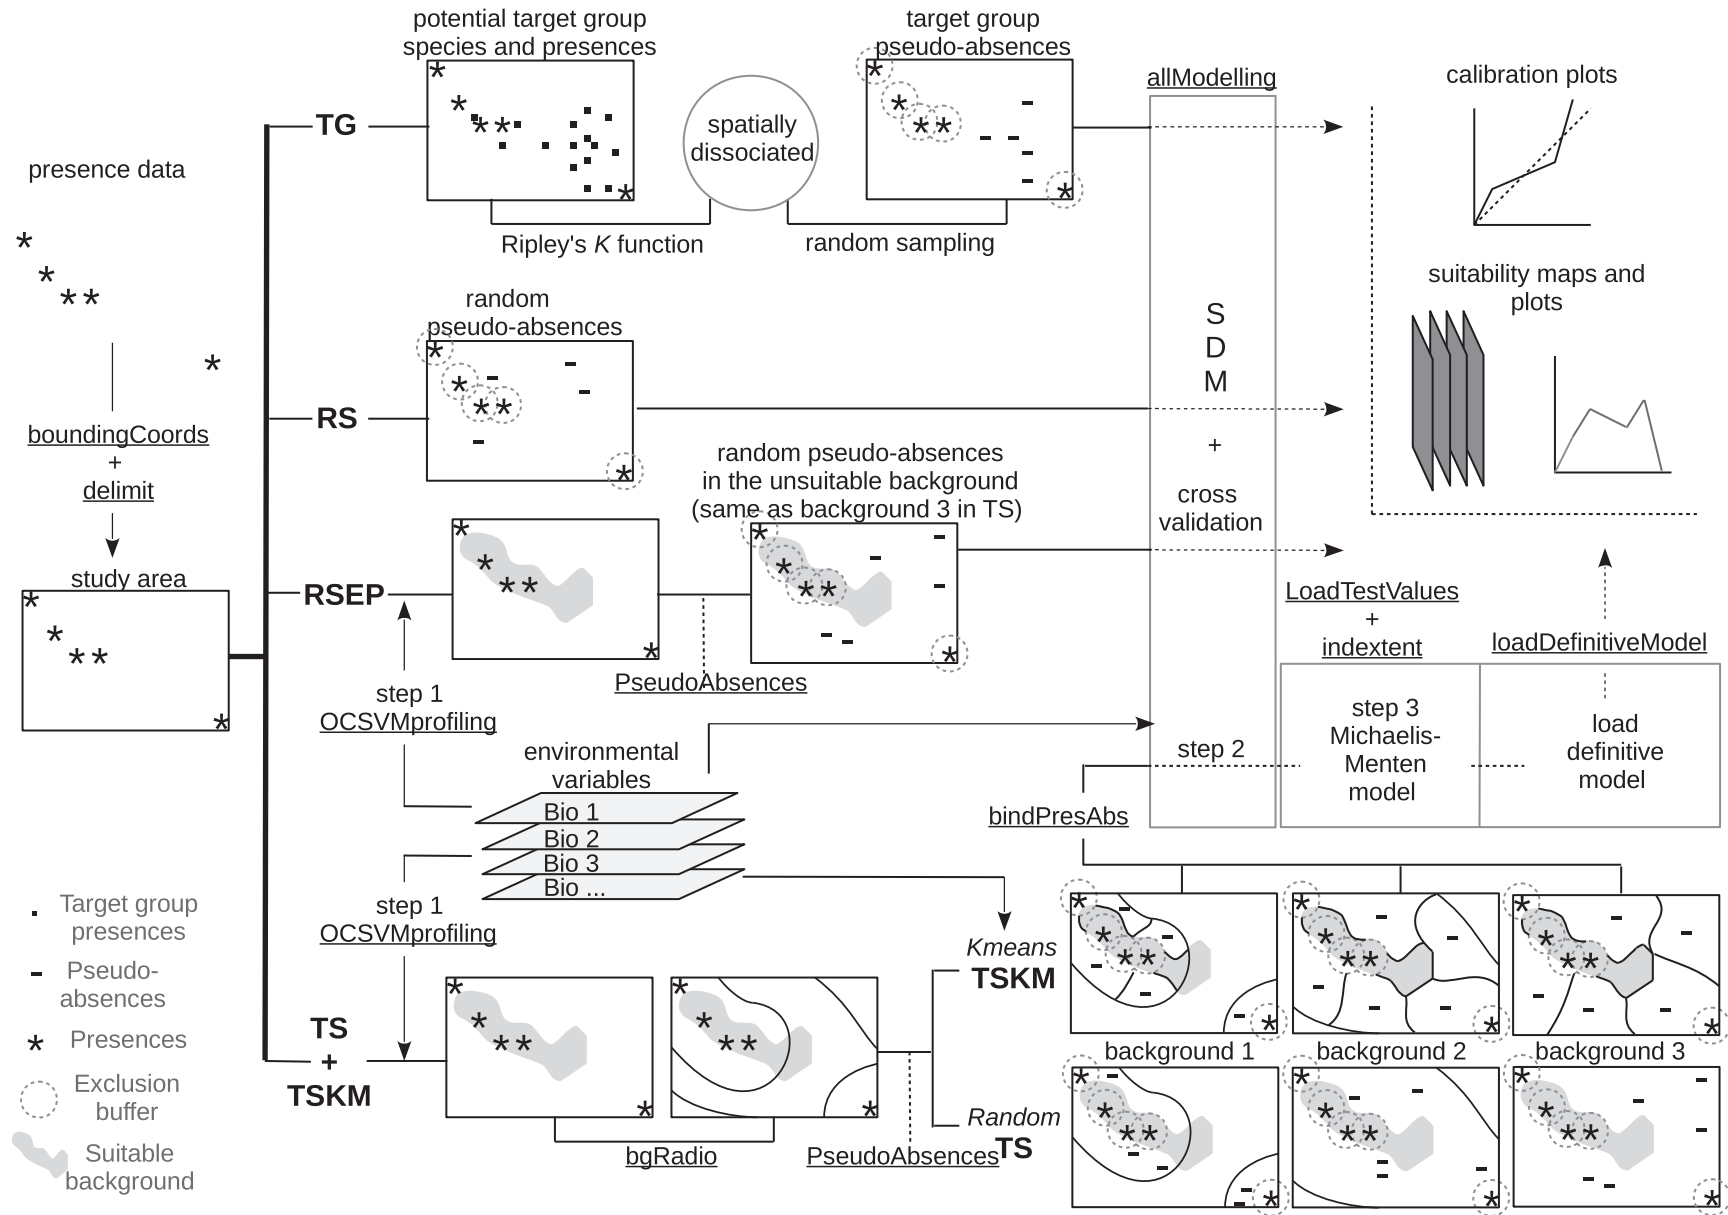 potential target group
species and presences
target group
pseudo-absences
allModelling
calibration plots
TG
spatially
dissociated
presence data
Ripley's K function
random sampling
suitability maps and
plots
random
pseudo-absences
S
D
M
+
cross
validation
RS
boundingCoords
+
delimit
random pseudo-absences
in the unsuitable background
(same as background 3 in TS)
study area
RSEP
LoadTestValues
+
indextent
loadDefinitiveModel
PseudoAbsences
step 1
OCSVMprofiling
step 2
step 3
Michaelis-
Menten
model
load
definitive
model
environmental
variables
Bio 1
Bio 2
Bio 3
Bio ...
bindPresAbs
step 1
OCSVMprofiling
Target group
presences
Pseudo-
absences
Presences
Exclusion
buffer
Suitable
background
TS
+
TSKM
Kmeans
TSKM
background 1
background 2
background 3
Random
TS
bgRadio
PseudoAbsences